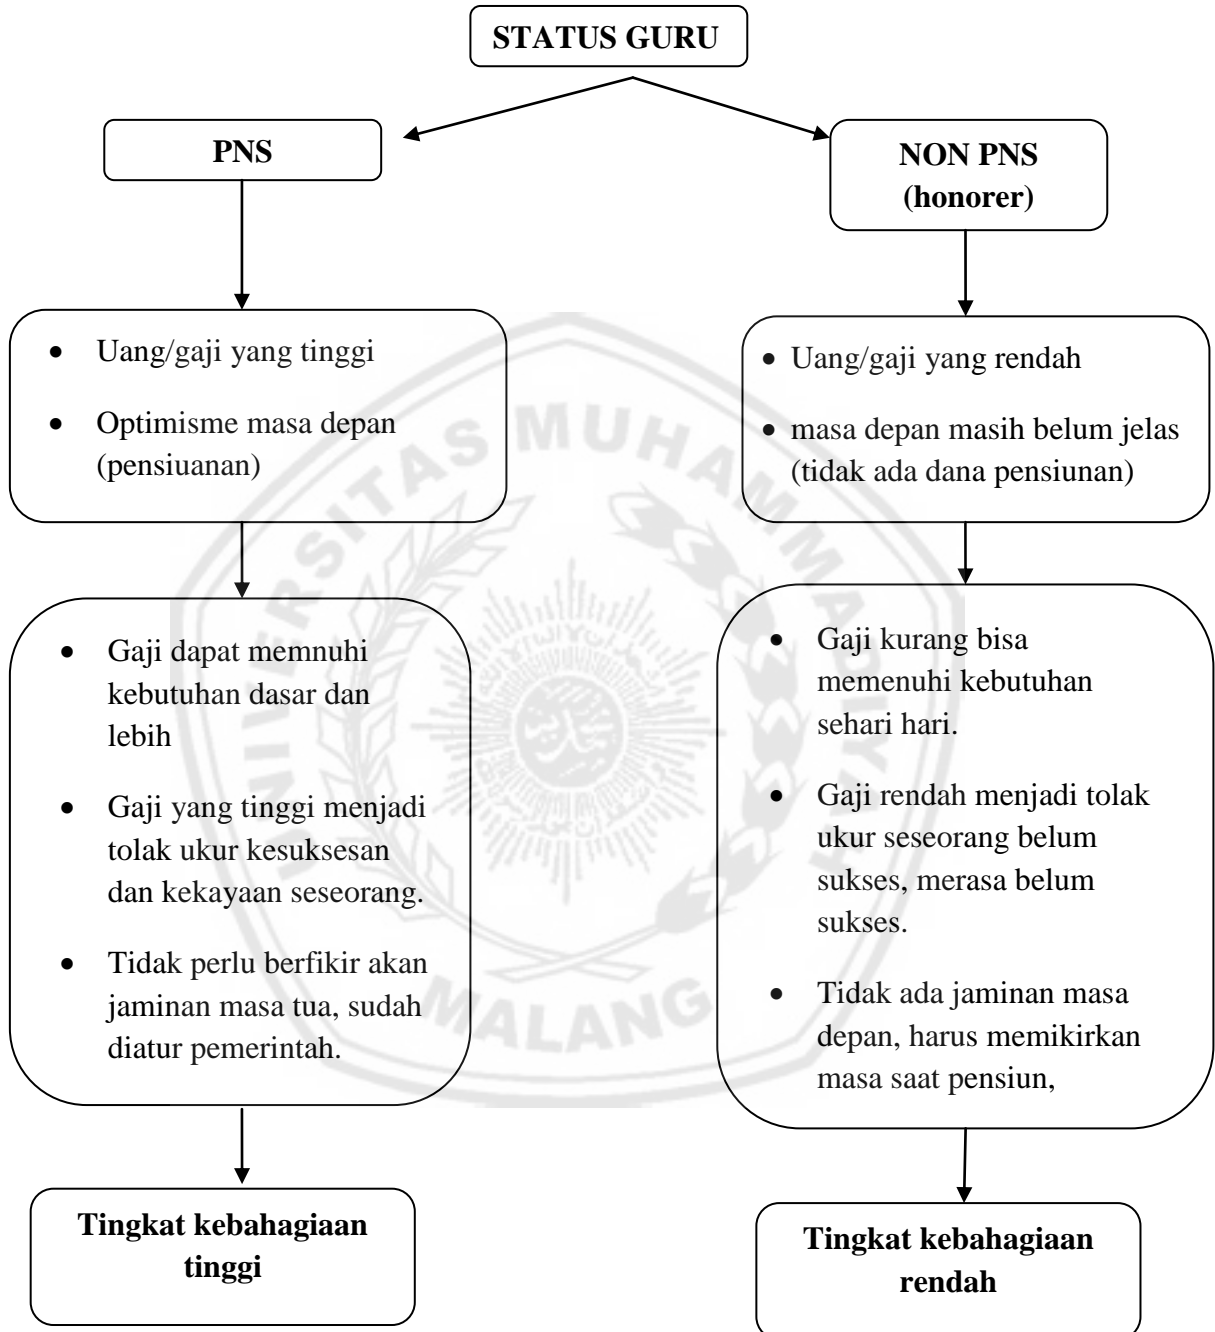 STATUS GURU
PNS
NON PNS
(honorer)
• Uang/gaji yang tinggi
• Optimisme masa depan
(pensiuanan)
• Uang/gaji yang rendah
• masa depan masih belum jelas
(tidak ada dana pensiunan)
• Gaji dapat memnuhi
kebutuhan dasar dan
lebih
• Gaji yang tinggi menjadi
tolak ukur kesuksesan
dan kekayaan seseorang.
• Tidak perlu berfikir akan
jaminan masa tua, sudah
diatur pemerintah.
• Gaji kurang bisa
memenuhi kebutuhan
sehari hari.
• Gaji rendah menjadi tolak
ukur seseorang belum
sukses, merasa belum
sukses.
• Tidak ada jaminan masa
depan, harus memikirkan
masa saat pensiun,
Tingkat kebahagiaan
tinggi
Tingkat kebahagiaan
rendah
UNIVERSITAS MUHAMMADIYAH
MALANG